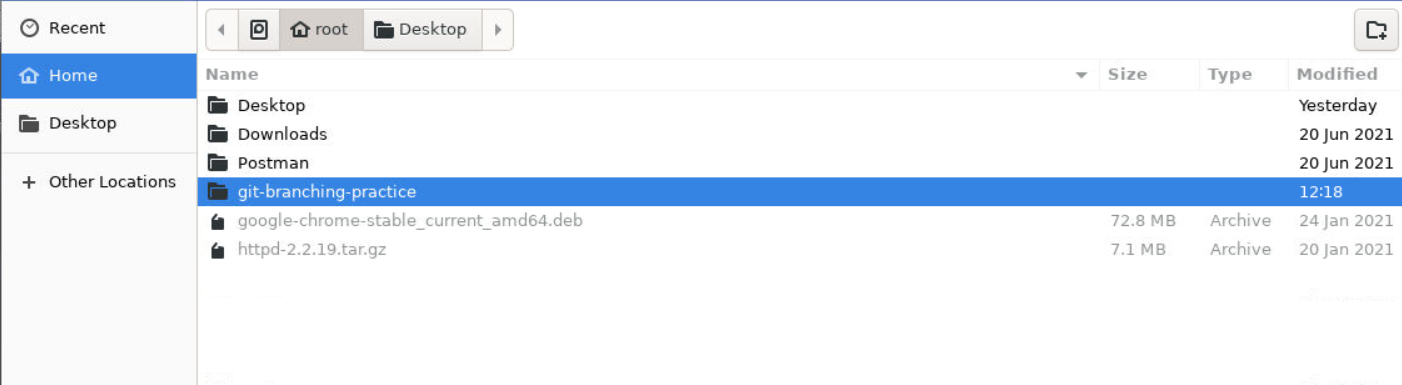 Recent
Home
Desktop
Other Locations
root Desktop
Name Size Type Modified
Desktop Yesterday
Downloads 20 Jun 2021
Postman 20 Jun 2021
git-branching-practice 12:18
google-chrome-stable_current_amd64.deb 72.8 MB Archive 24 Jan 2021
httpd-2.2.19.tar.gz 7.1 MB Archive 20 Jan 2021